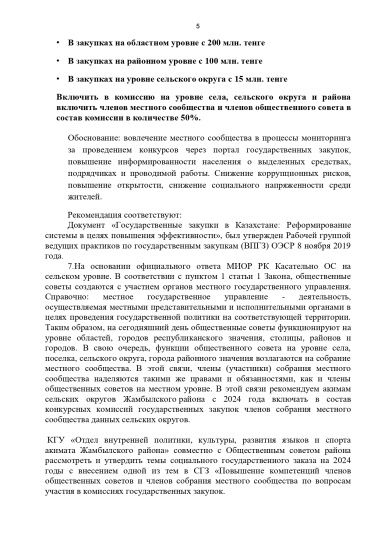 5
• В закупках на областном уровне с 200 млн. тенге
• В закупках на районном уровне с 100 млн. тенге
• В закупках на уровне сельского округа с 15 млн. тенге
Включить в комиссию на уровне села, сельского округа и района
включить членов местного сообщества и членов общественного совета в
состав комиссии в количестве 50%.
Обоснование: вовлечение местного сообщества в процессы мониторинга
за проведением конкурсов через портал государственных закупок,
повышение информированности населения о выделенных средствах,
подрядчиках и проводимой работы. Снижение коррупционных рисков,
повышение открытости, снижение социального напряженности среди
жителей.
Рекомендация соответствуют:
Документ «Государственные закупки в Казахстане: Реформирование
системы в целях повышения эффективности», был утвержден Рабочей группой
ведущих практиков по государственным закупкам (ВПГЗ) ОЭСР 8 ноября 2019
года.
7.На основании официального ответа МИОР РК Касательно ОС на
сельском уровне. В соответствии с пунктом 1 статьи 1 Закона, общественные
советы создаются с участием органов местного государственного управления.
Справочно: местное государственное управление - деятельность,
осуществляемая местными представительными и исполнительными органами в
целях проведения государственной политики на соответствующей территории.
Таким образом, на сегодняшний день общественные советы функционируют на
уровне областей, городов республиканского значения, столицы, районов и
городов. В свою очередь, функции общественного совета на уровня села,
поселка, сельского округа, города районного значения возлагаются на собрание
местного сообщества. В этой связи, члены (участники) собрания местного
сообщества наделяются такими же правами и обязанностями, как и члены
общественных советов на местном уровне. В этой связи рекомендуем акимам
сельских округов Жамбылского района с 2024 года включать в состав
конкурсных комиссий государственных закупок членов собрания местного
сообщества данных сельских округов.
КГУ «Отдел внутренней политики, культуры, развития языков и спорта
акимата Жамбылского района» совместно с Общественным советом района
рассмотреть и утвердить темы социального государственного заказа на 2024
годы с внесением одной из тем в СГЗ «Повышение компетенций членов
общественных советов и членов собрания местного сообщества по вопросам
участия в комиссиях государственных закупок.